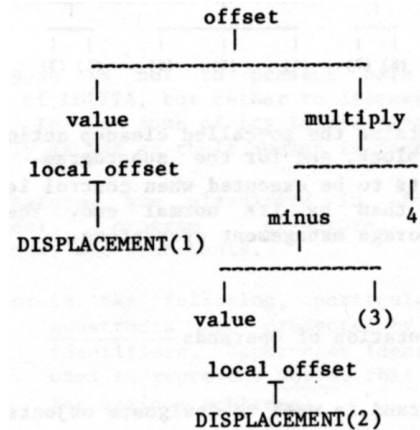 offset
value multiply
local offset
minus 4
DISPLACEMENT(1)
value (3)
local offset
DISPLACEMENT(2)